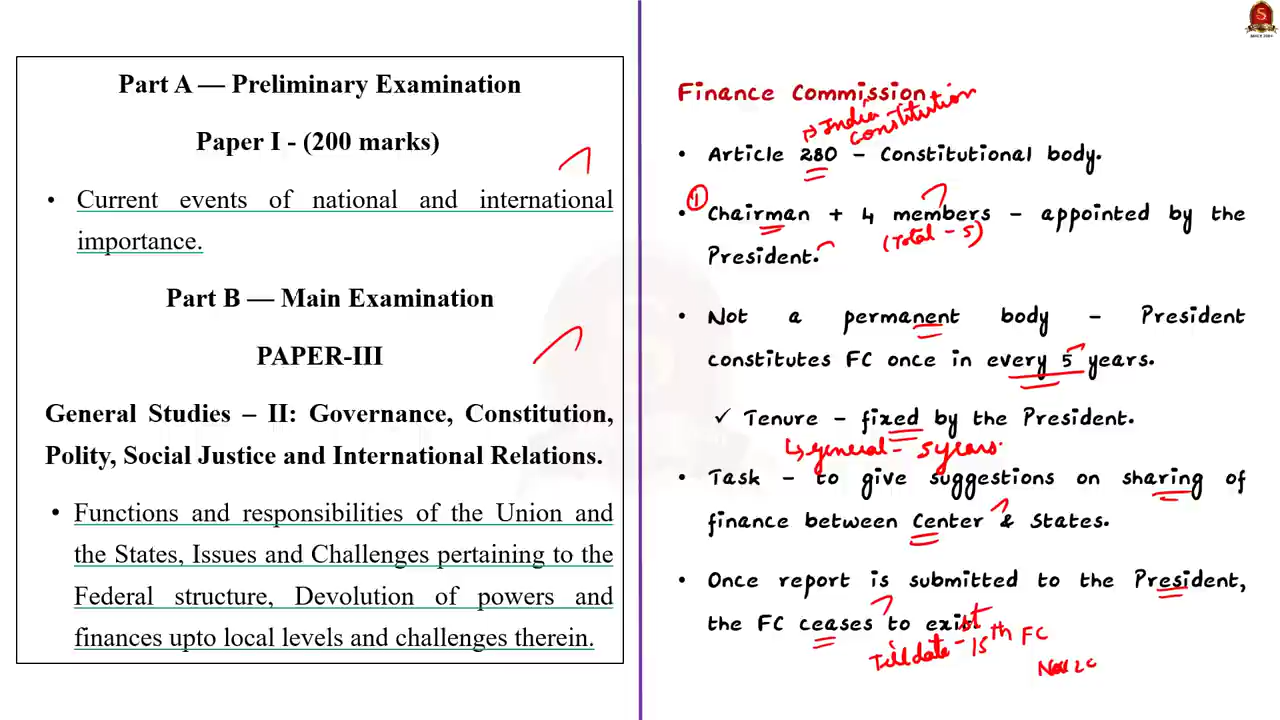 Part A — Preliminary Examination
Paper I - (200 marks)
• Current events of national and international
importance.
Part B — Main Examination
PAPER-III
General Studies – II: Governance, Constitution,
Polity, Social Justice and International Relations.
• Functions and responsibilities of the Union and
the States, Issues and Challenges pertaining to the
Federal structure, Devolution of powers and
finances upto local levels and challenges therein.
S
SINCE 2004
Finance Commission
India
Constitution
• Article 280 – Constitutional body.
①
• Chairman + 4 members – appointed by the
(Total - 5)
President.
• Not a permanent body – President
constitutes FC once in every 5 years.
✓ Tenure – fixed by the President.
↳ general - 5 years.
• Task – to give suggestions on sharing of
finance between Center & States.
• Once report is submitted to the President,
the FC ceases to exist.
Till date - 15th FC